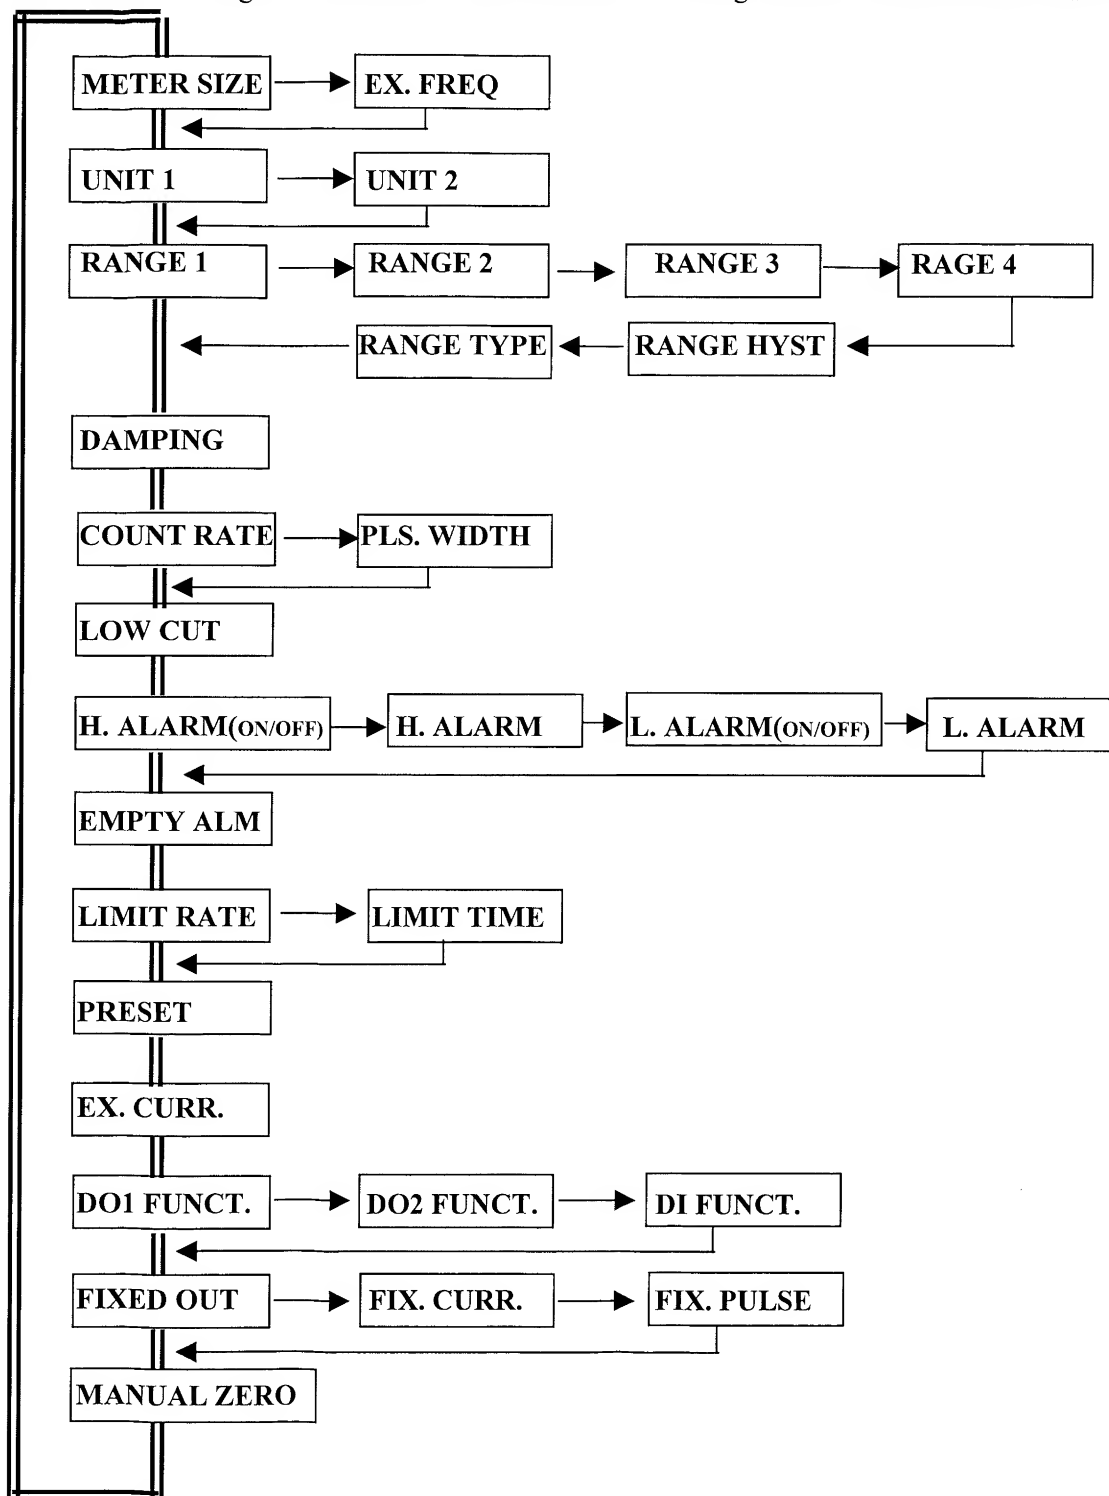 METER SIZE EX. FREQ
UNIT 1 UNIT 2
RANGE 1 RANGE 2 RANGE 3 RAGE 4
RANGE TYPE RANGE HYST
DAMPING
COUNT RATE PLS. WIDTH
LOW CUT
H. ALARM(ON/OFF) H. ALARM L. ALARM(ON/OFF) L. ALARM
EMPTY ALM
LIMIT RATE LIMIT TIME
PRESET
EX. CURR.
DO1 FUNCT. DO2 FUNCT. DI FUNCT.
FIXED OUT FIX. CURR. FIX. PULSE
MANUAL ZERO